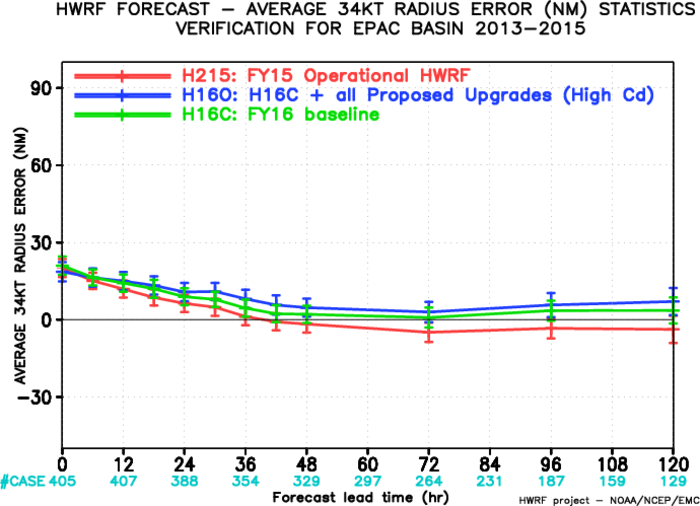 HWRF FORECAST – AVERAGE 34KT RADIUS ERROR (NM) STATISTICS
VERIFICATION FOR EPAC BASIN 2013–2015
H215: FY15 Operational HWRF
H16O: H16C + all Proposed Upgrades (High Cd)
H16C: FY16 baseline
AVERAGE 34KT RADIUS ERROR (NM)
90
60
30
0
–30
0 12 24 36 48 60 72 84 96 108 120
#CASE 405 407 388 354 329 297 264 231 187 159 129
Forecast lead time (hr)
HWRF project – NOAA/NCEP/EMC